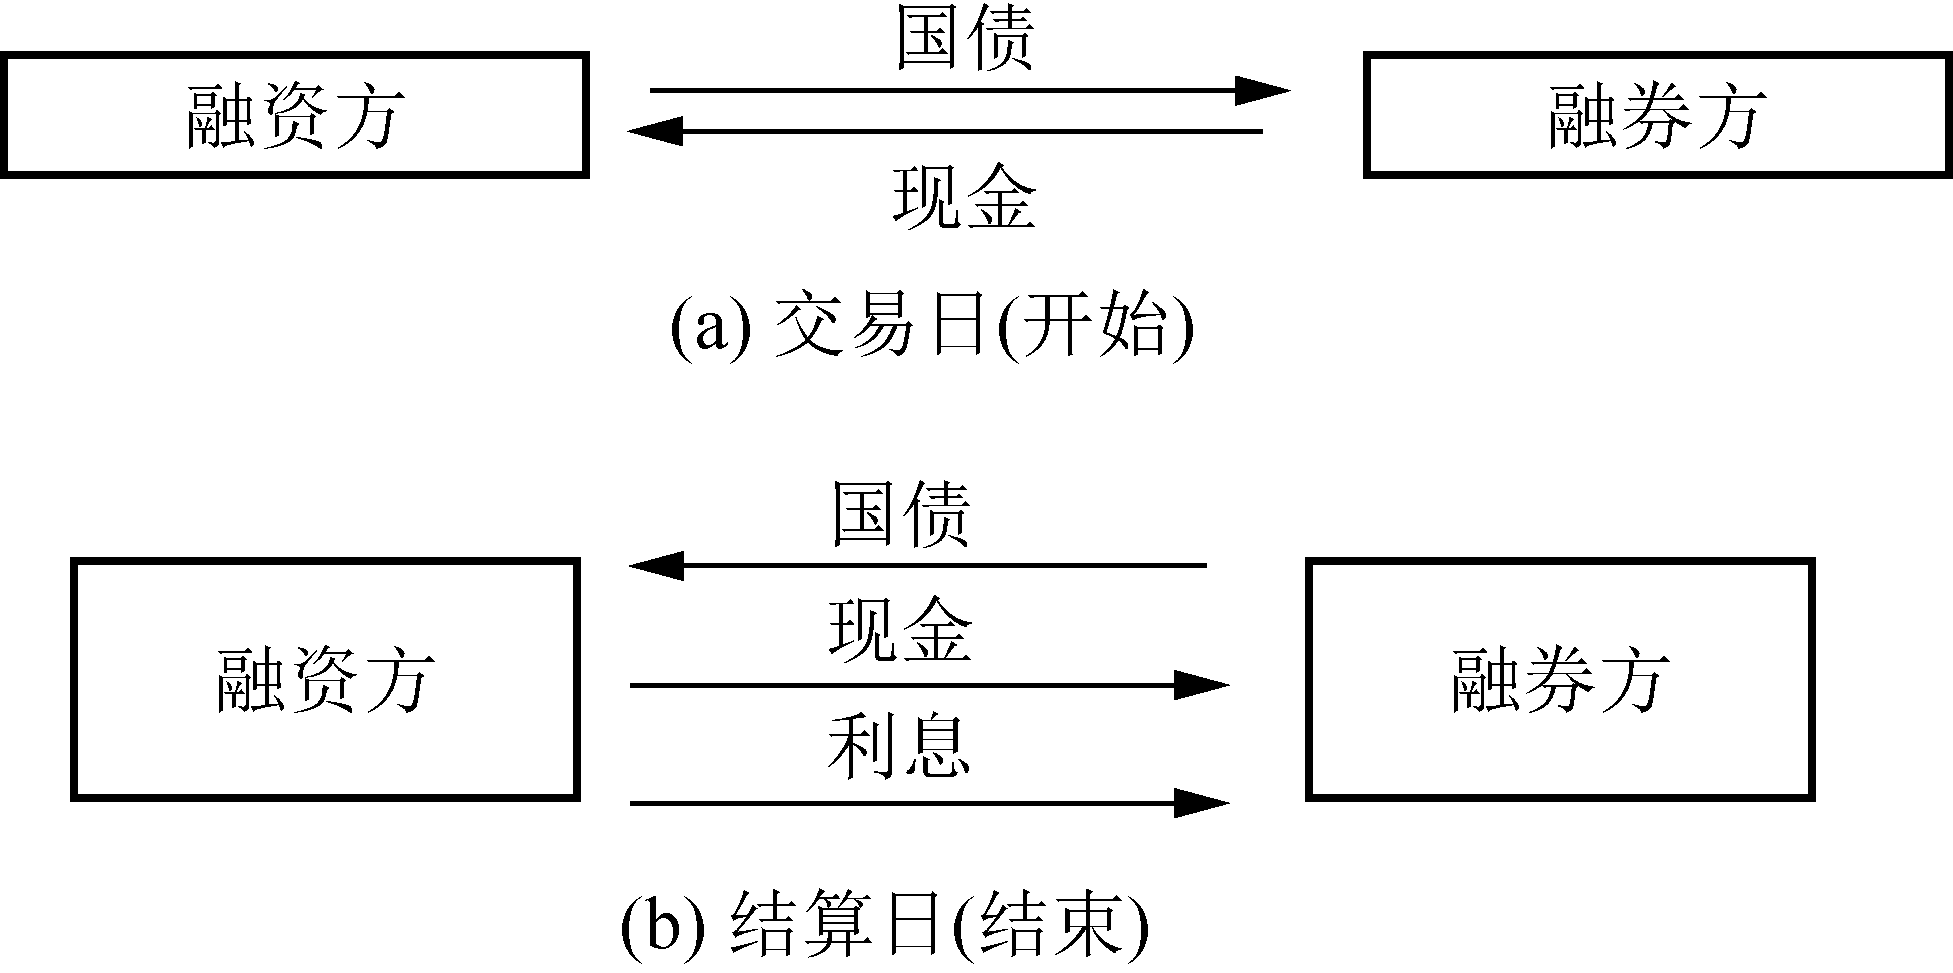 国债
融资方
融券方
现金
(a) 交易日(开始)
国债
现金
融资方
融券方
利息
(b) 结算日(结束)